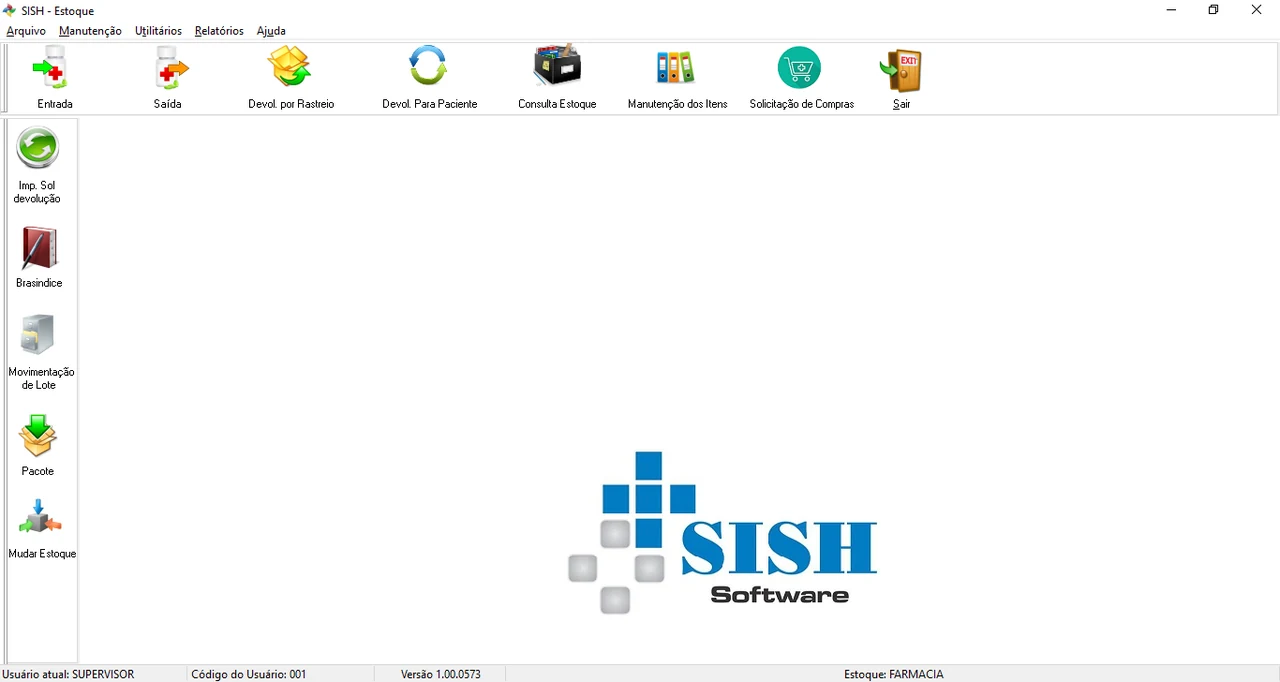 SISH - Estoque
Arquivo Manutenção Utilitários Relatórios Ajuda
EXIT
Entrada Saída Devol. por Rastreio Devol. Para Paciente Consulta Estoque Manutenção dos Itens Solicitação de Compras Sair
Imp. Sol
devolução
Brasindice
Movimentação
de Lote
Pacote
Mudar Estoque
SISH
Software
Usuário atual: SUPERVISOR Código do Usuário: 001 Versão 1.00.0573 Estoque: FARMACIA